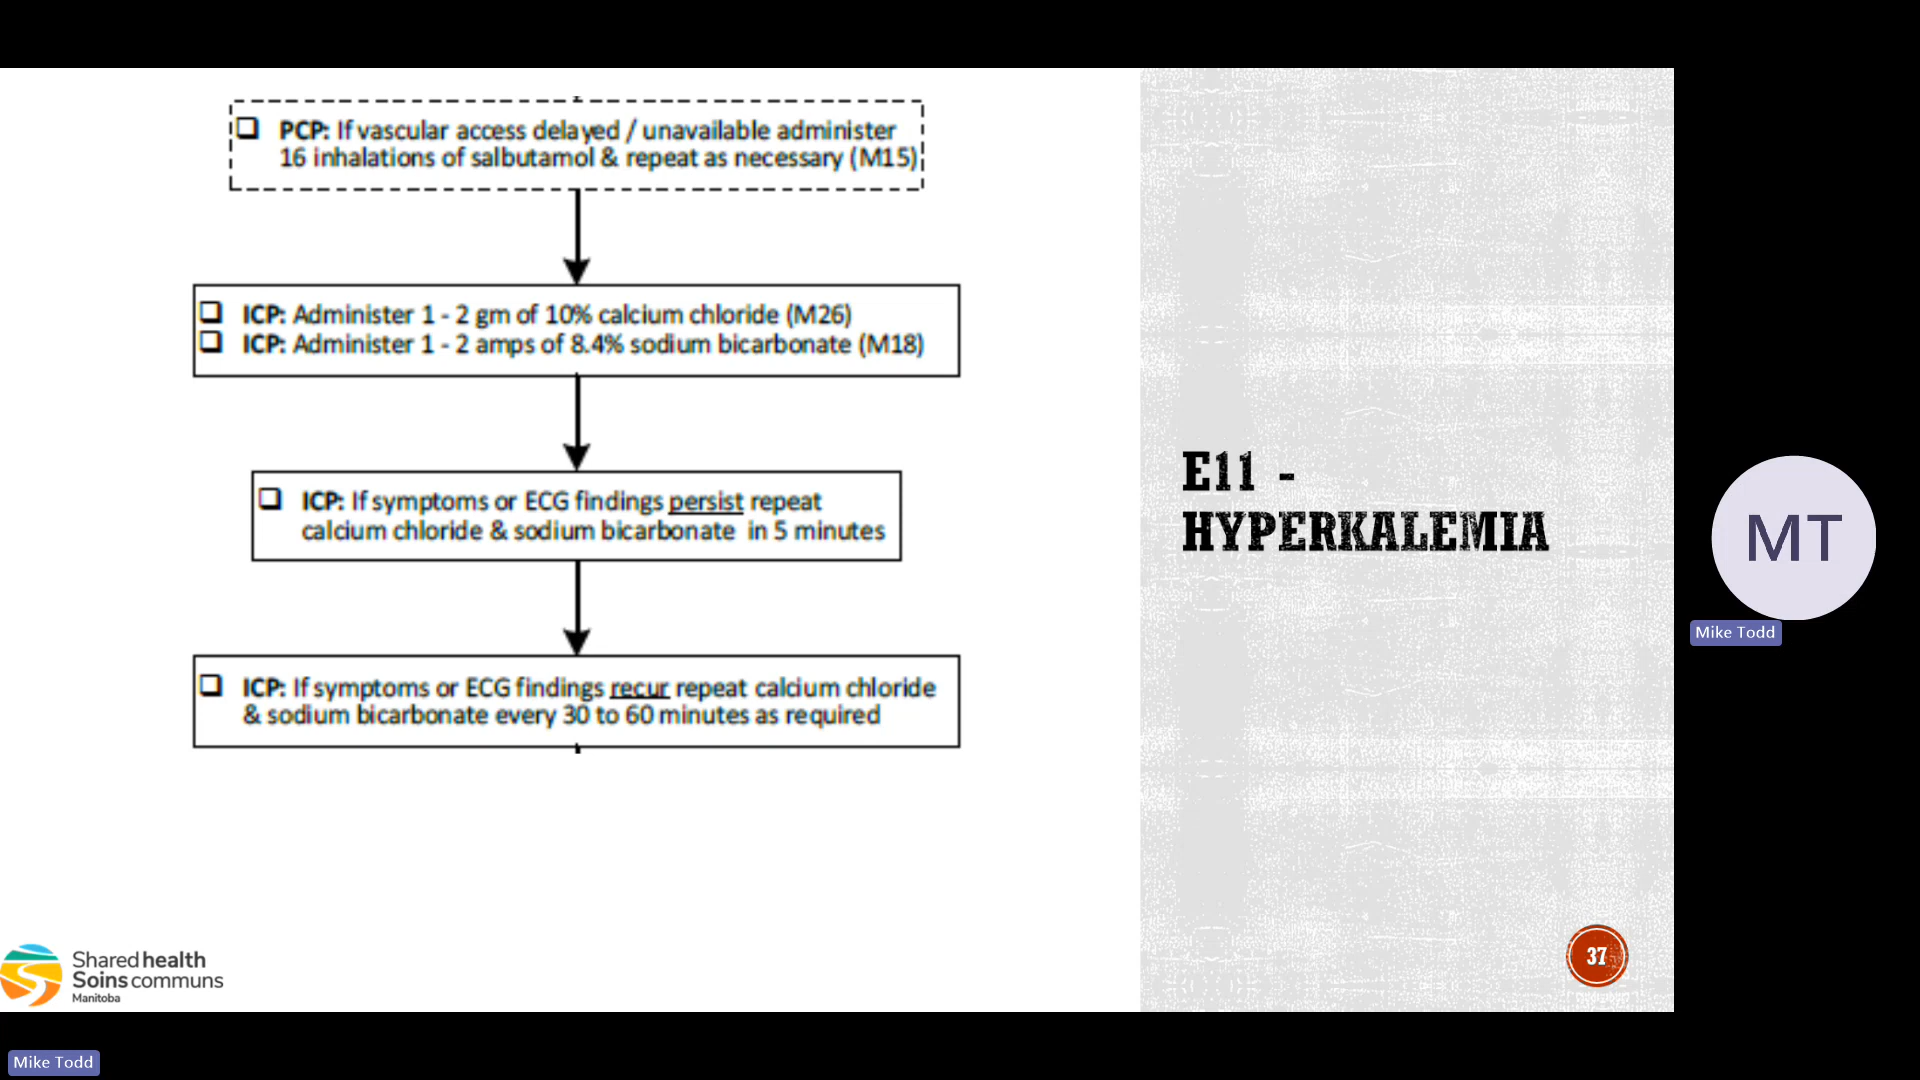 PCP: If vascular access delayed / unavailable administer
16 inhalations of salbutamol & repeat as necessary (M15)
ICP: Administer 1 - 2 gm of 10% calcium chloride (M26)
ICP: Administer 1 - 2 amps of 8.4% sodium bicarbonate (M18)
ICP: If symptoms or ECG findings persist repeat
calcium chloride & sodium bicarbonate in 5 minutes
ICP: If symptoms or ECG findings recur repeat calcium chloride
& sodium bicarbonate every 30 to 60 minutes as required
E11 -
HYPERKALEMIA
37
Shared health
Soins communs
Manitoba
MT
Mike Todd
Mike Todd